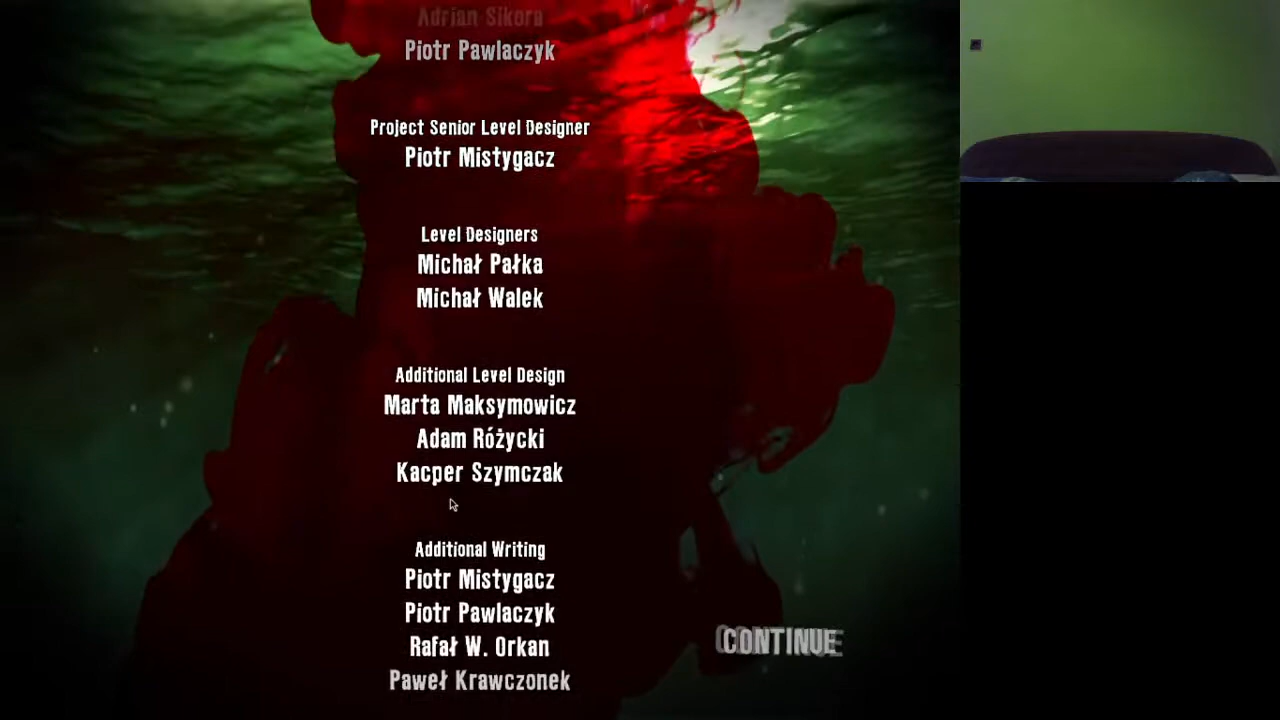 Adrian Sikora
Piotr Pawlaczyk
Project Senior Level Designer
Piotr Mistygacz
Level Designers
Michał Pałka
Michał Walek
Additional Level Design
Marta Maksymowicz
Adam Różycki
Kacper Szymczak
Additional Writing
Piotr Mistygacz
Piotr Pawlaczyk
Rafał W. Orkan
Paweł Krawczonek
CONTINUE